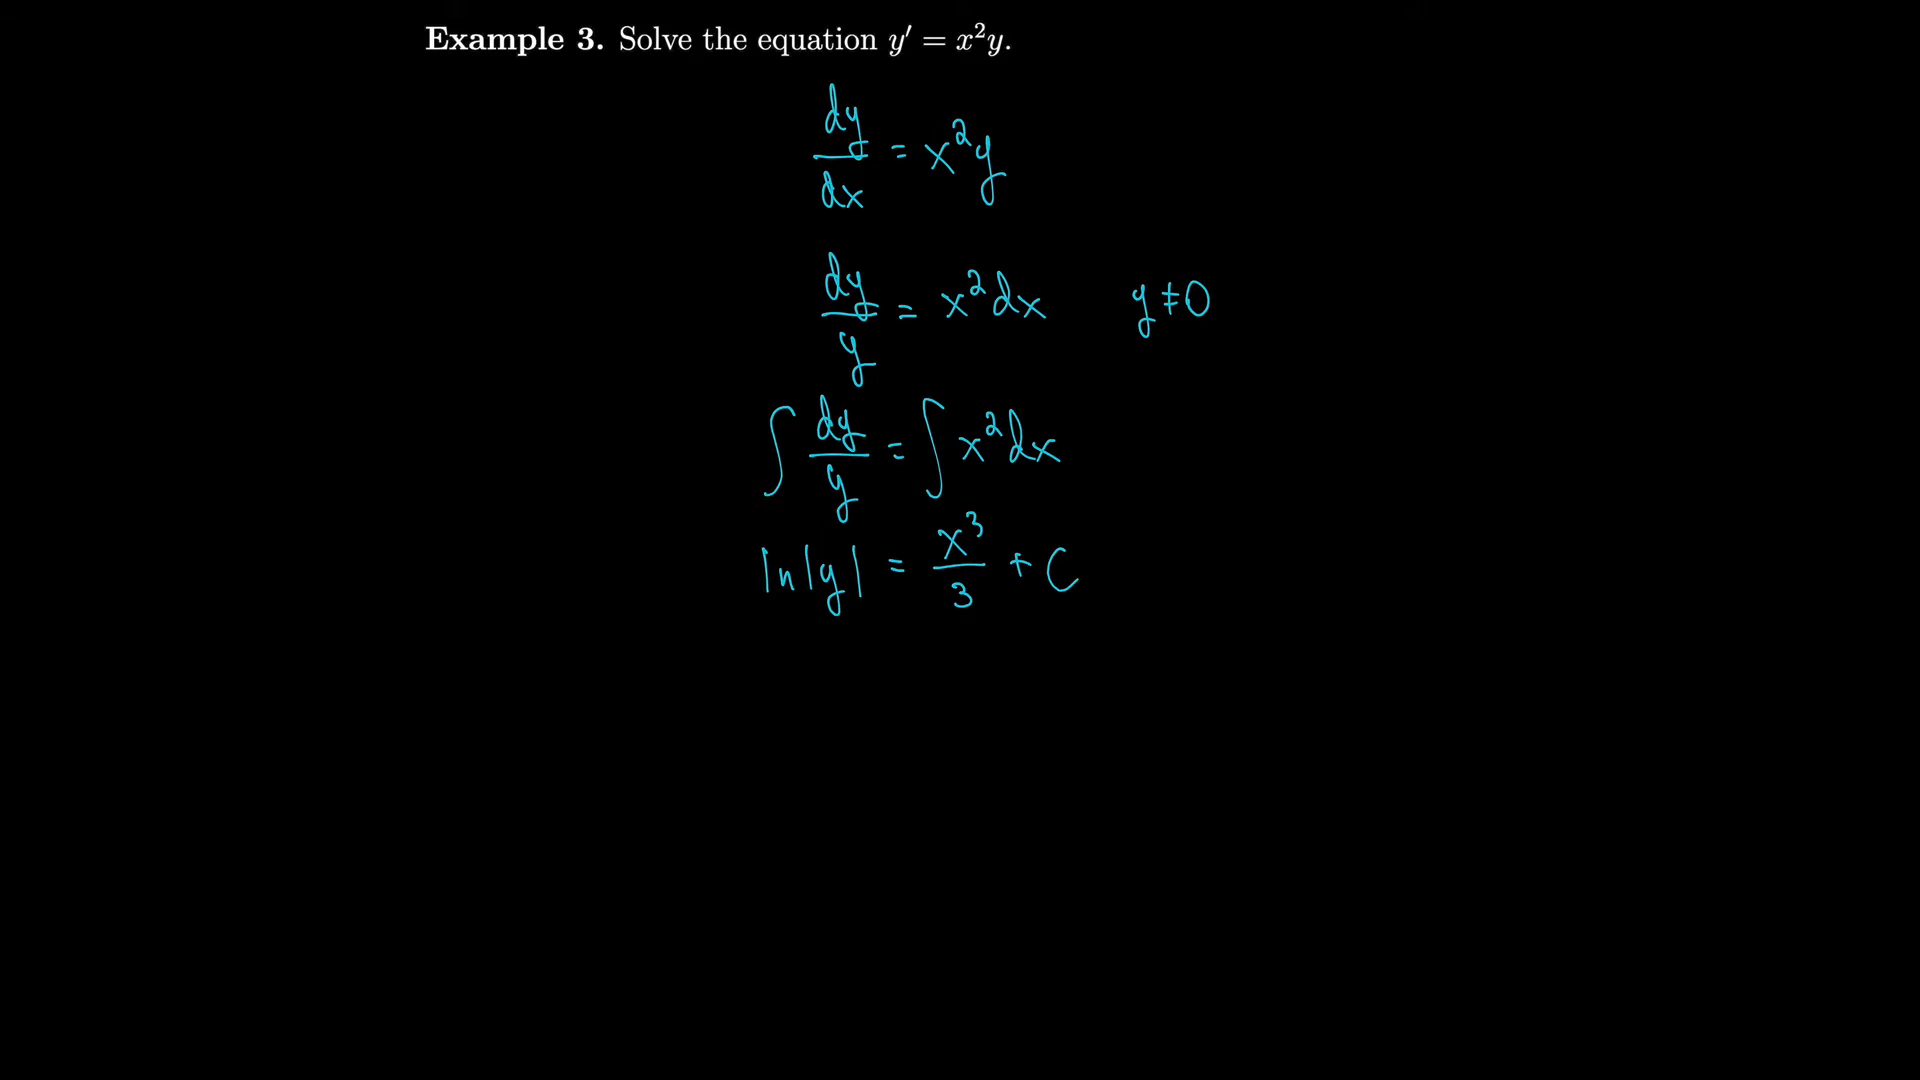 Example 3. Solve the equation y′ = x²y.
dy/dx = x²y
dy/y = x²dx y ≠ 0
∫ dy/y = ∫ x²dx
ln|y| = x³/3 + C